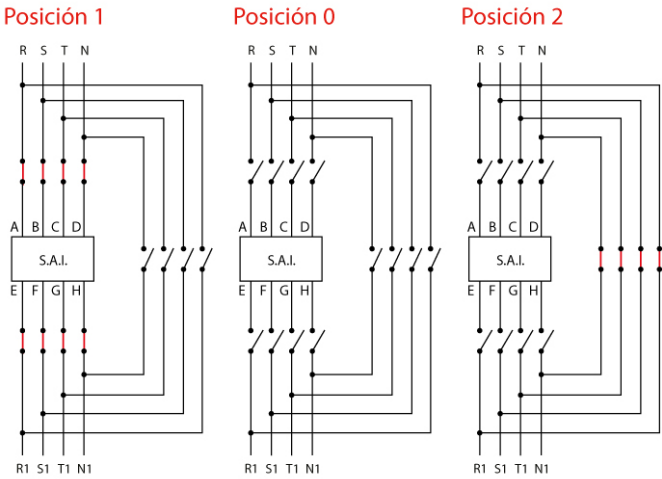 Posición 1 Posición 0 Posición 2
R S T N R S T N R S T N
A B C D A B C D A B C D
S.A.I. S.A.I. S.A.I.
E F G H E F G H E F G H
R1 S1 T1 N1 R1 S1 T1 N1 R1 S1 T1 N1